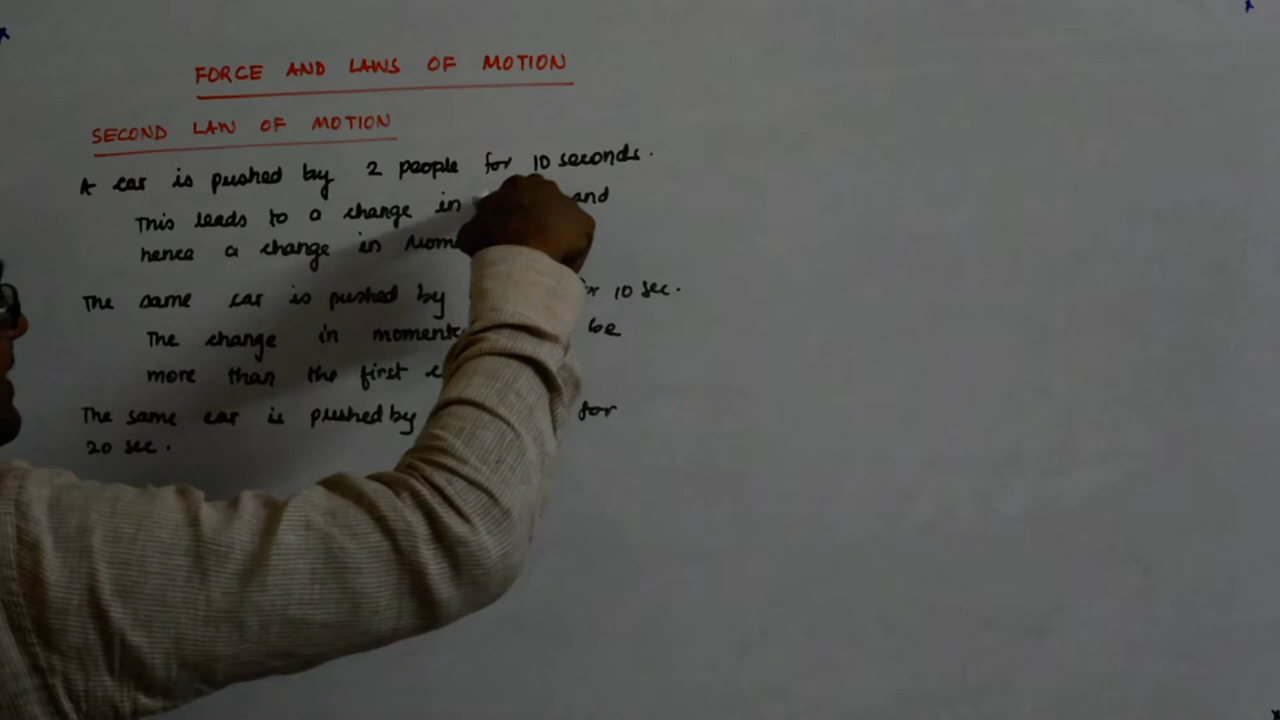 FORCE AND LAWS OF MOTION
SECOND LAW OF MOTION
A car is pushed by 2 people for 10 seconds.
This leads to a change in and
hence a change in
The same car is pushed by 10 sec.
The change in be
more than the first
The same car is pushed by for
20 sec.